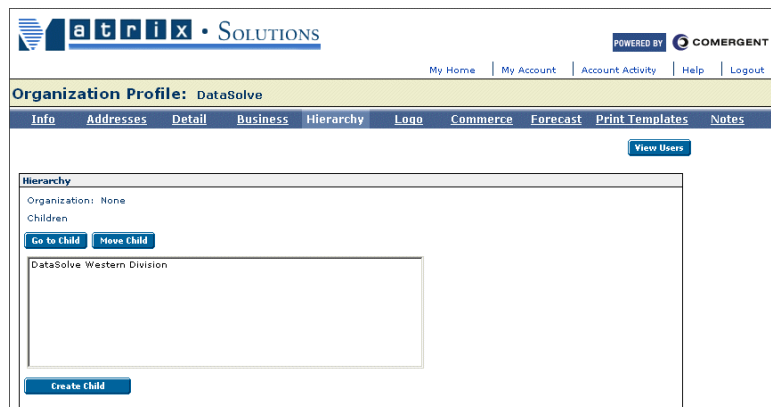 Matrix • SOLUTIONS
POWERED BY COMERGENT
My Home | My Account | Account Activity | Help | Logout
Organization Profile: DataSolve
Info Addresses Detail Business Hierarchy Logo Commerce Forecast Print Templates Notes
View Users
Hierarchy
Organization: None
Children
Go to Child Move Child
DataSolve Western Division
Create Child